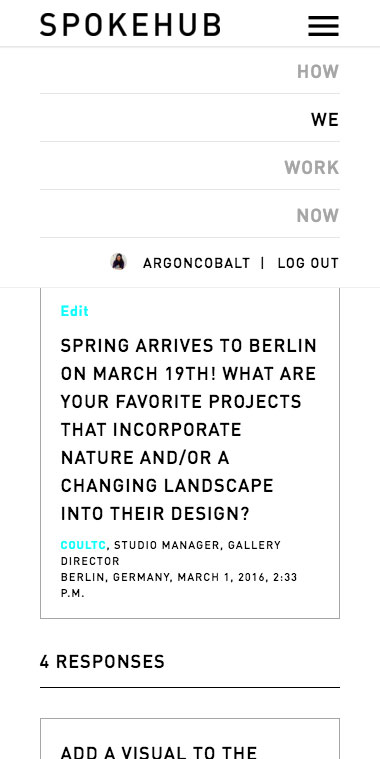 SPOKEHUB
HOW
WE
WORK
NOW
ARGONCOBALT | LOG OUT
Edit
SPRING ARRIVES TO BERLIN
ON MARCH 19TH! WHAT ARE
YOUR FAVORITE PROJECTS
THAT INCORPORATE
NATURE AND/OR A
CHANGING LANDSCAPE
INTO THEIR DESIGN?
COULTC, STUDIO MANAGER, GALLERY
DIRECTOR
BERLIN, GERMANY, MARCH 1, 2016, 2:33
P.M.
4 RESPONSES
ADD A VISUAL TO THE